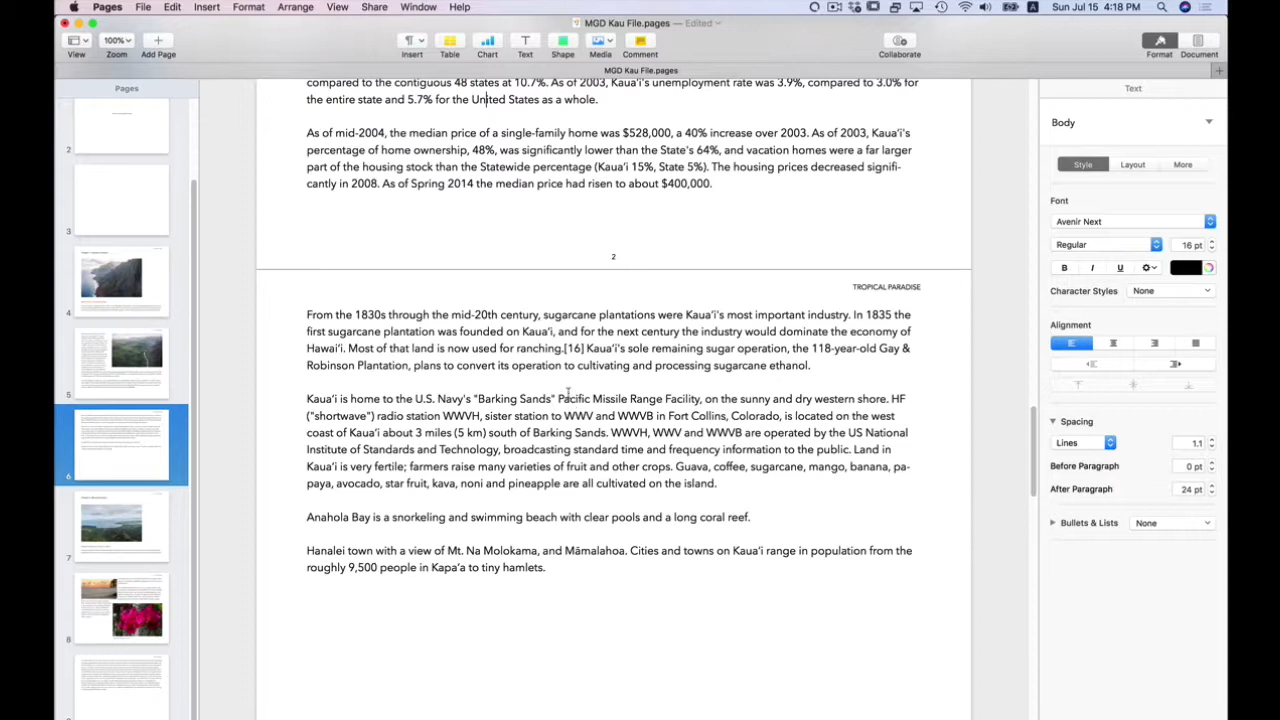 Pages File Edit Insert Format Arrange View Share Window Help
Sun Jul 15 4:18 PM
MGD Kau File.pages — Edited
100%
View Zoom Add Page Insert Table Chart Text Shape Media Comment Collaborate Format Document
MGD Kau File.pages
Pages
2
3
4
5
6
7
8
compared to the contiguous 48 states at 10.7%. As of 2003, Kauaʻi's unemployment rate was 3.9%, compared to 3.0% for
the entire state and 5.7% for the United States as a whole.
As of mid-2004, the median price of a single-family home was $528,000, a 40% increase over 2003. As of 2003, Kauaʻi's
percentage of home ownership, 48%, was significantly lower than the State's 64%, and vacation homes were a far larger
part of the housing stock than the Statewide percentage (Kauaʻi 15%, State 5%). The housing prices decreased signifi-
cantly in 2008. As of Spring 2014 the median price had risen to about $400,000.
2
TROPICAL PARADISE
From the 1830s through the mid-20th century, sugarcane plantations were Kauaʻi's most important industry. In 1835 the
first sugarcane plantation was founded on Kauaʻi, and for the next century the industry would dominate the economy of
Hawaiʻi. Most of that land is now used for ranching.[16] Kauaʻi's sole remaining sugar operation, the 118-year-old Gay &
Robinson Plantation, plans to convert its operation to cultivating and processing sugarcane ethanol.
Kauaʻi is home to the U.S. Navy's "Barking Sands" Pacific Missile Range Facility, on the sunny and dry western shore. HF
("shortwave") radio station WWVH, sister station to WWV and WWVB in Fort Collins, Colorado, is located on the west
coast of Kauaʻi about 3 miles (5 km) south of Barking Sands. WWVH, WWV and WWVB are operated by the US National
Institute of Standards and Technology, broadcasting standard time and frequency information to the public. Land in
Kauaʻi is very fertile; farmers raise many varieties of fruit and other crops. Guava, coffee, sugarcane, mango, banana, pa-
paya, avocado, star fruit, kava, noni and pineapple are all cultivated on the island.
Anahola Bay is a snorkeling and swimming beach with clear pools and a long coral reef.
Hanalei town with a view of Mt. Na Molokama, and Māmalahoa. Cities and towns on Kauaʻi range in population from the
roughly 9,500 people in Kapaʻa to tiny hamlets.
Text
Body
Style Layout More
Font
Avenir Next
Regular 16 pt
B I U
Character Styles None
Alignment
Spacing
Lines 1.1
Before Paragraph 0 pt
After Paragraph 24 pt
Bullets & Lists None